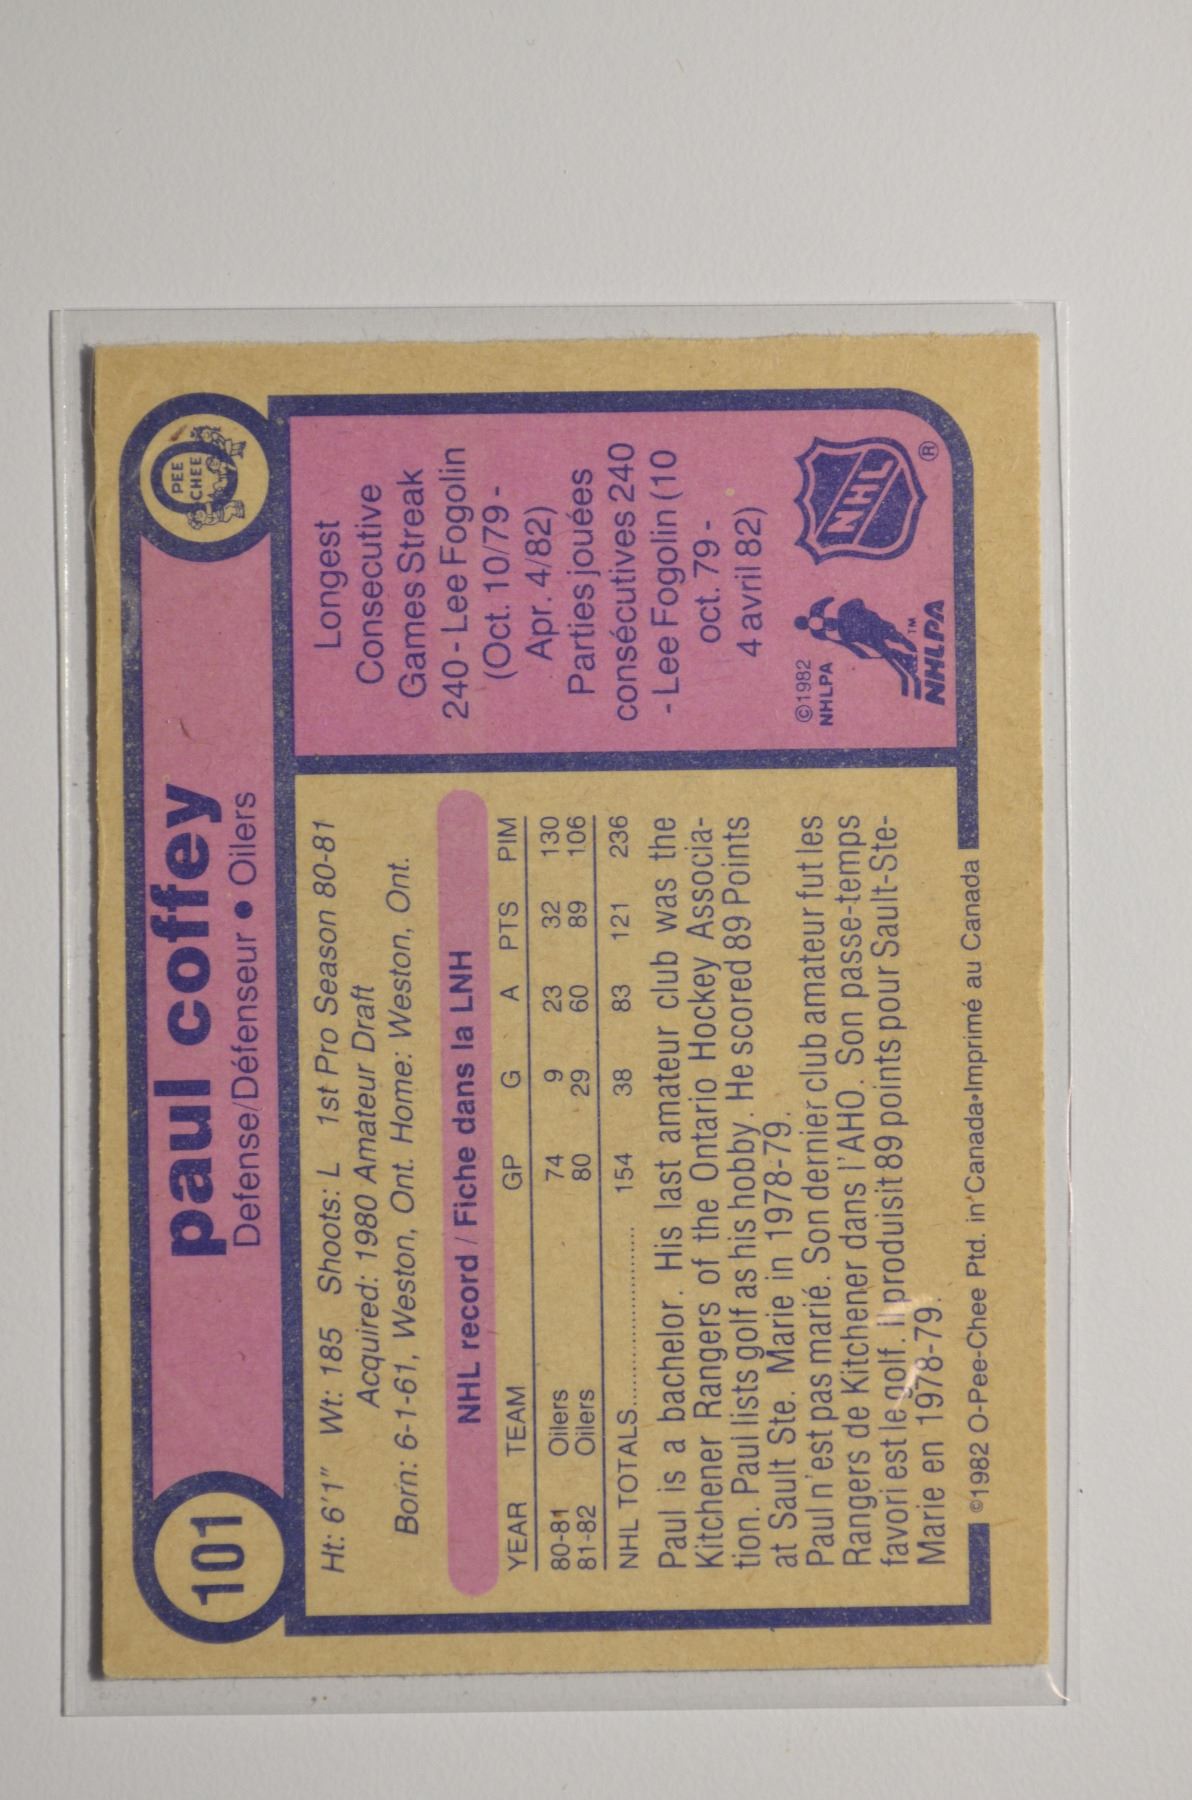 101
paul coffey
Defense/Défenseur • Oilers
PEE
CHEE
Ht: 6'1" Wt: 185 Shoots: L 1st Pro Season 80-81
Acquired: 1980 Amateur Draft
Born: 6-1-61, Weston, Ont. Home: Weston, Ont.
NHL record / Fiche dans la LNH
YEAR TEAM GP G A PTS PIM
80-81 Oilers 74 9 23 32 130
81-82 Oilers 80 29 60 89 106
NHL TOTALS.................... 154 38 83 121 236
Paul is a bachelor. His last amateur club was the
Kitchener Rangers of the Ontario Hockey Associa-
tion. Paul lists golf as his hobby. He scored 89 Points
at Sault Ste. Marie in 1978-79.
Paul n'est pas marié. Son dernier club amateur fut les
Rangers de Kitchener dans l'AHO. Son passe-temps
favori est le golf. Il produisit 89 points pour Sault-Ste-
Marie en 1978-79.
©1982 O-Pee-Chee Ptd. in Canada•Imprimé au Canada
Longest
Consecutive
Games Streak
240 - Lee Fogolin
(Oct. 10/79 -
Apr. 4/82)
Parties jouées
consécutives 240
- Lee Fogolin (10
oct. 79 -
4 avril 82)
©1982
NHLPA
NHLPA™
NHL®